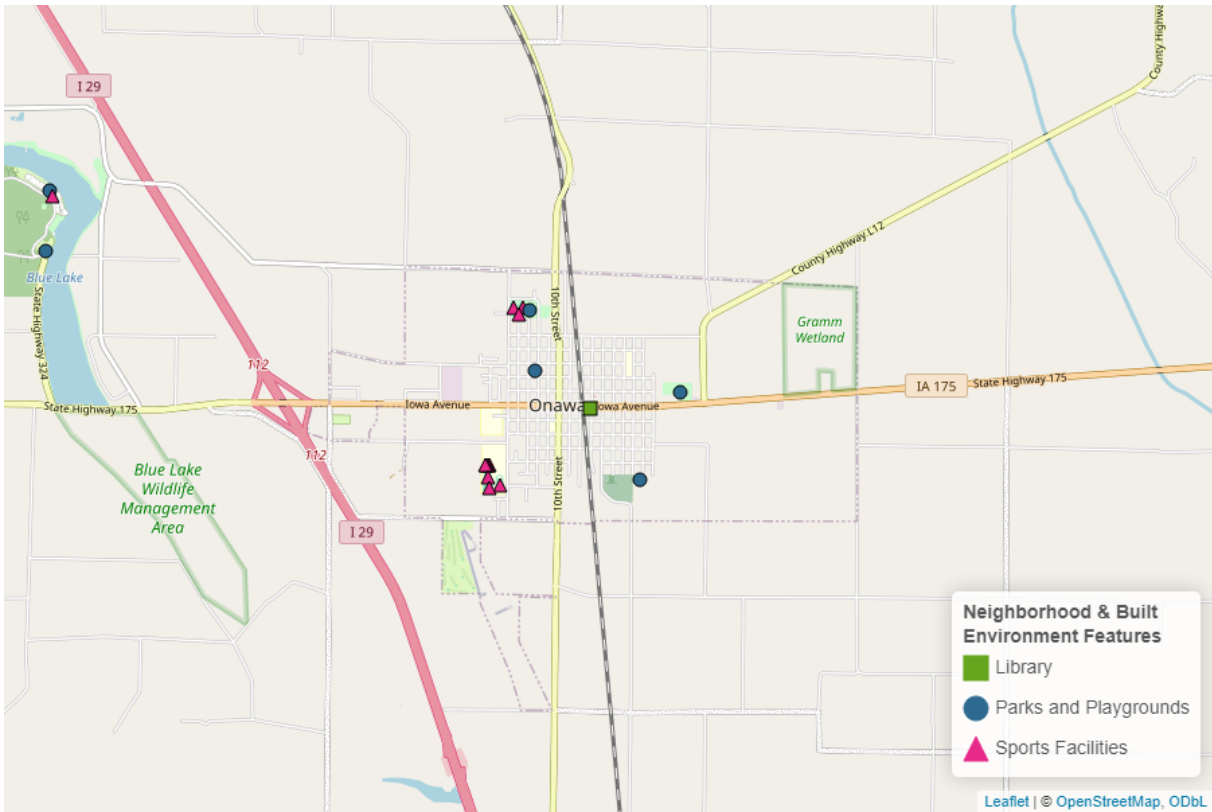 I 29
County Highway
County Highway L12
Blue Lake
State Highway 324
10th Street
Gramm
Wetland
112
IA 175
State Highway 175
State Highway 175
Iowa Avenue
Onawa
Iowa Avenue
112
10th Street
Blue Lake
Wildlife
Management
Area
I 29
Neighborhood & Built
Environment Features
Library
Parks and Playgrounds
Sports Facilities
Leaflet | © OpenStreetMap, ODbL